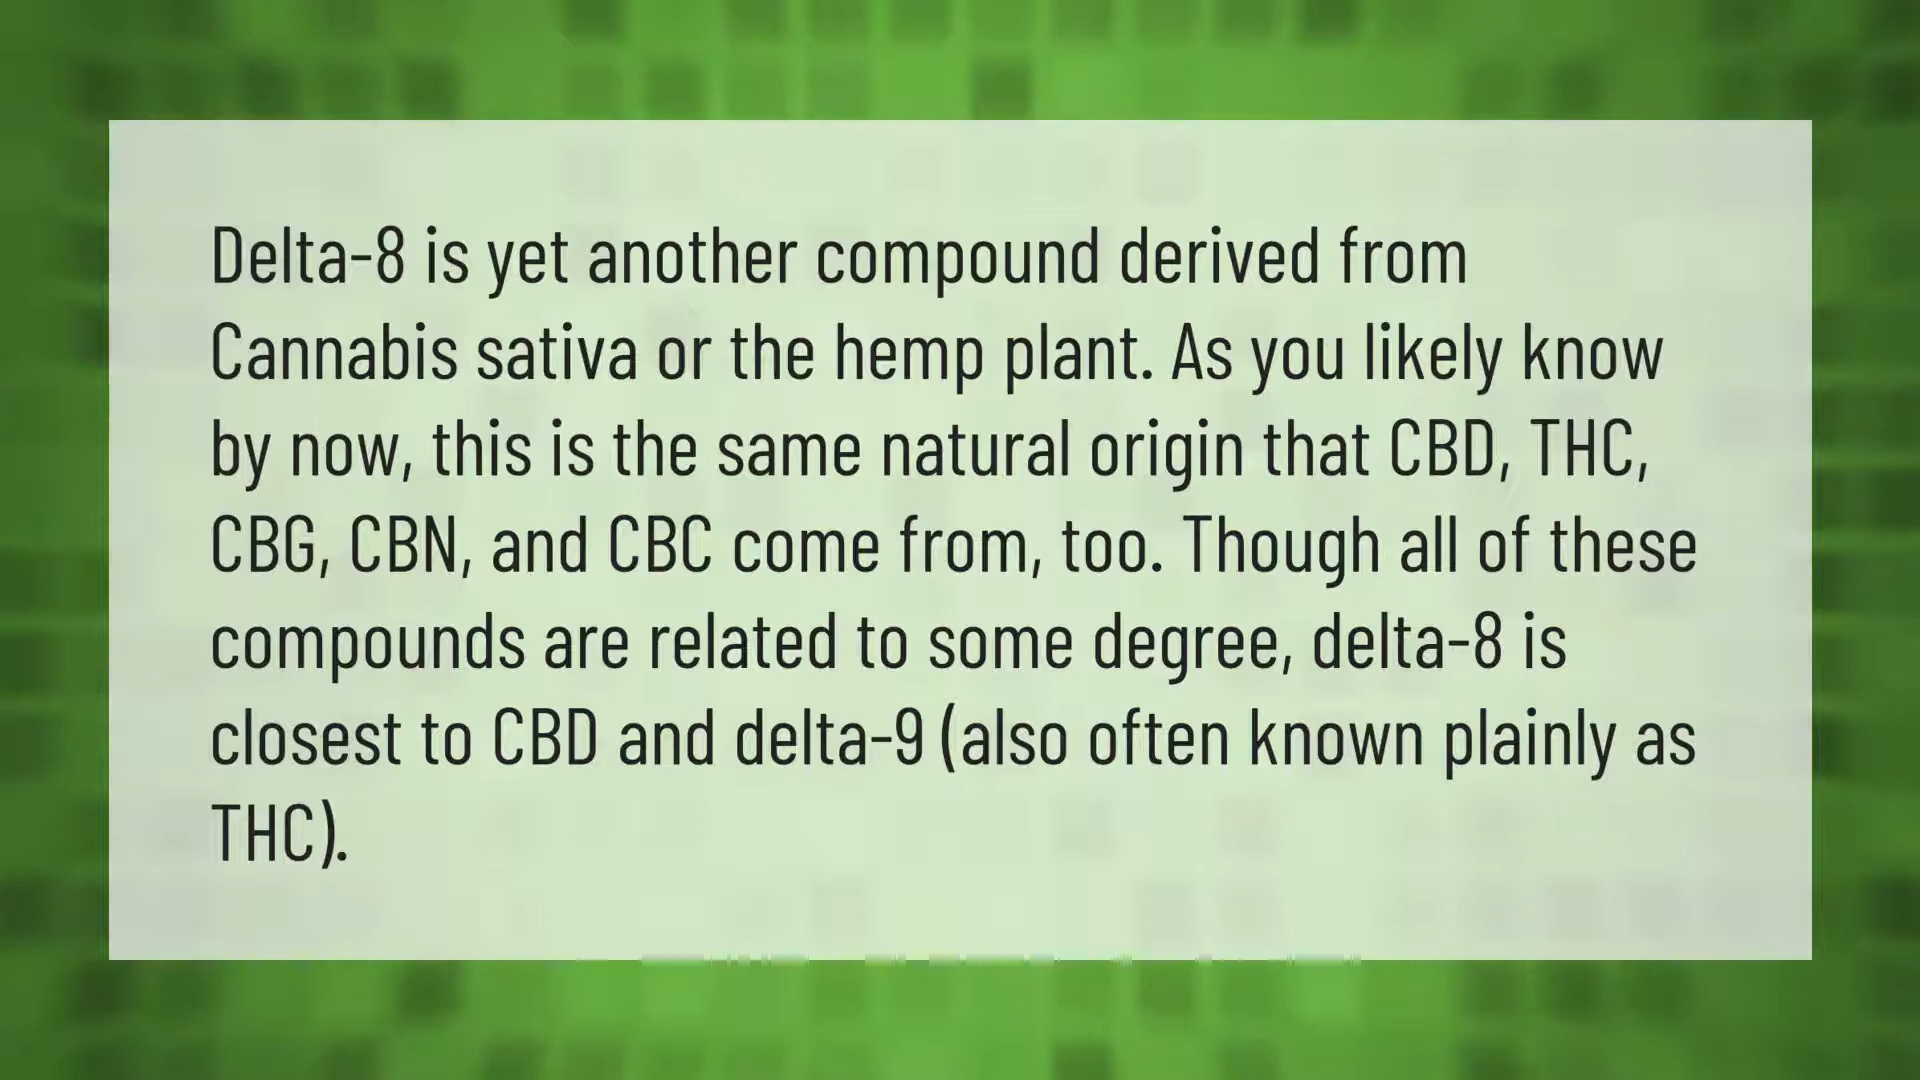 Delta-8 is yet another compound derived from
Cannabis sativa or the hemp plant. As you likely know
by now, this is the same natural origin that CBD, THC,
CBG, CBN, and CBC come from, too. Though all of these
compounds are related to some degree, delta-8 is
closest to CBD and delta-9 (also often known plainly as
THC).